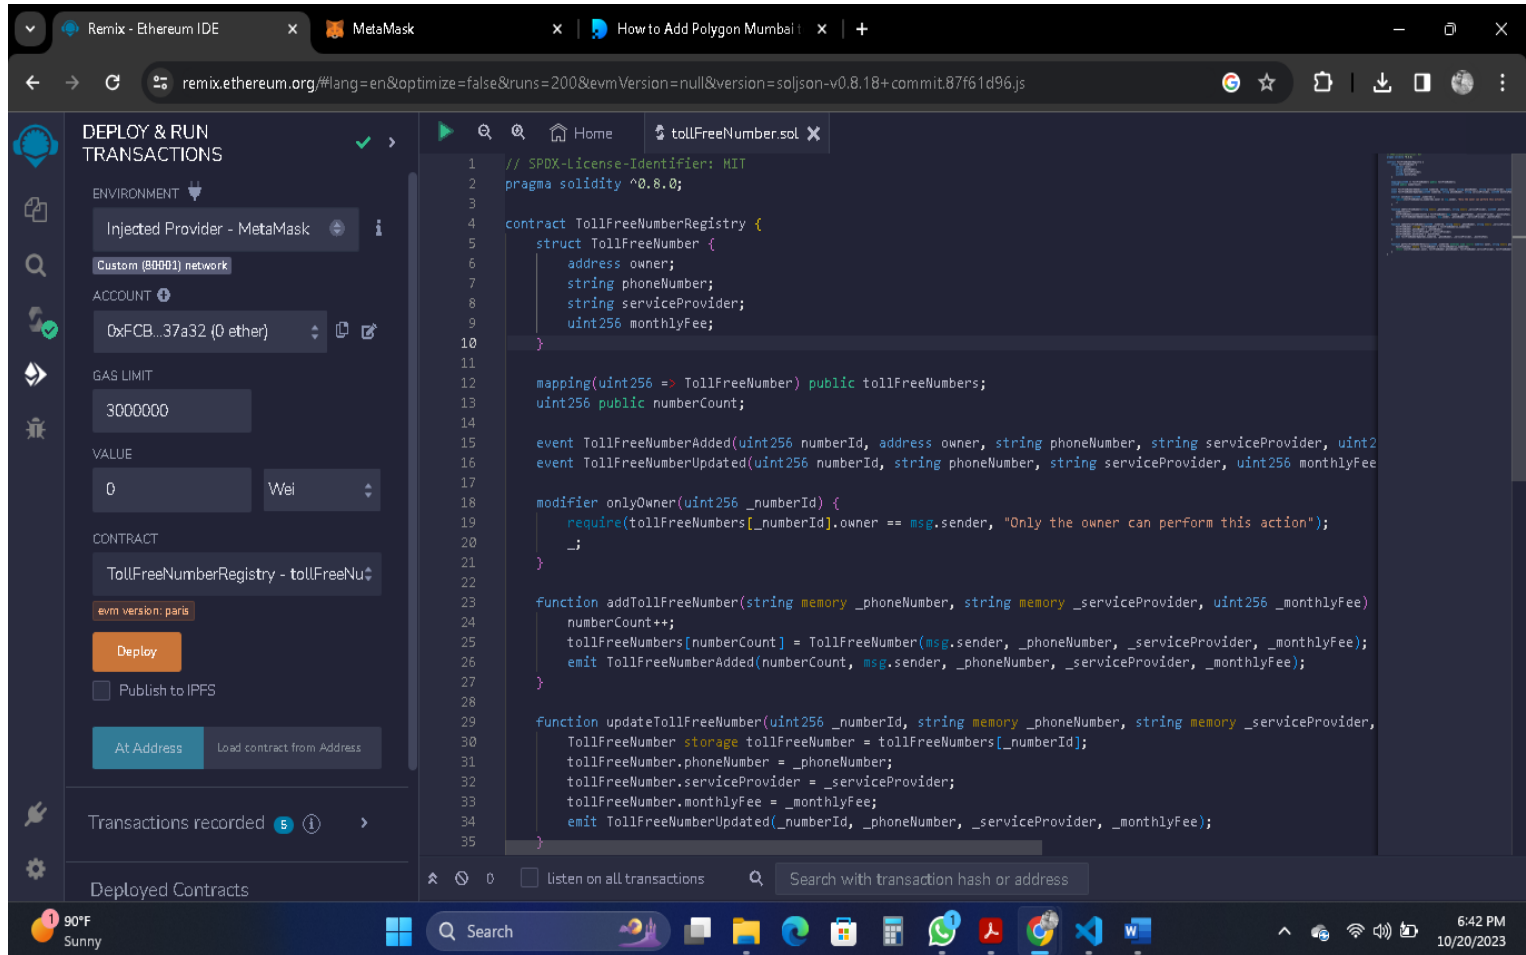 Remix - Ethereum IDE
MetaMask
How to Add Polygon Mumbai t
remix.ethereum.org/#lang=en&optimize=false&runs=200&evmVersion=null&version=soljson-v0.8.18+commit.87f61d96.js
DEPLOY & RUN
TRANSACTIONS
ENVIRONMENT
Injected Provider - MetaMask
i
Custom (80001) network
ACCOUNT
0xFCB...37a32 (0 ether)
GAS LIMIT
3000000
VALUE
0
Wei
CONTRACT
TollFreeNumberRegistry - tollFreeNu
evm version: paris
Deploy
Publish to IPFS
At Address
Load contract from Address
Transactions recorded 5 i
Deployed Contracts
Home
tollFreeNumber.sol
1 // SPDX-License-Identifier: MIT
2 pragma solidity ^0.8.0;
3
4 contract TollFreeNumberRegistry {
5 struct TollFreeNumber {
6 address owner;
7 string phoneNumber;
8 string serviceProvider;
9 uint256 monthlyFee;
10 }
11
12 mapping(uint256 => TollFreeNumber) public tollFreeNumbers;
13 uint256 public numberCount;
14
15 event TollFreeNumberAdded(uint256 numberId, address owner, string phoneNumber, string serviceProvider, uint2
16 event TollFreeNumberUpdated(uint256 numberId, string phoneNumber, string serviceProvider, uint256 monthlyFee
17
18 modifier onlyOwner(uint256 _numberId) {
19 require(tollFreeNumbers[_numberId].owner == msg.sender, "Only the owner can perform this action");
20 _;
21 }
22
23 function addTollFreeNumber(string memory _phoneNumber, string memory _serviceProvider, uint256 _monthlyFee)
24 numberCount++;
25 tollFreeNumbers[numberCount] = TollFreeNumber(msg.sender, _phoneNumber, _serviceProvider, _monthlyFee);
26 emit TollFreeNumberAdded(numberCount, msg.sender, _phoneNumber, _serviceProvider, _monthlyFee);
27 }
28
29 function updateTollFreeNumber(uint256 _numberId, string memory _phoneNumber, string memory _serviceProvider,
30 TollFreeNumber storage tollFreeNumber = tollFreeNumbers[_numberId];
31 tollFreeNumber.phoneNumber = _phoneNumber;
32 tollFreeNumber.serviceProvider = _serviceProvider;
33 tollFreeNumber.monthlyFee = _monthlyFee;
34 emit TollFreeNumberUpdated(_numberId, _phoneNumber, _serviceProvider, _monthlyFee);
35 }
0
listen on all transactions
Search with transaction hash or address
1
90°F
Sunny
Search
1
6:42 PM
10/20/2023